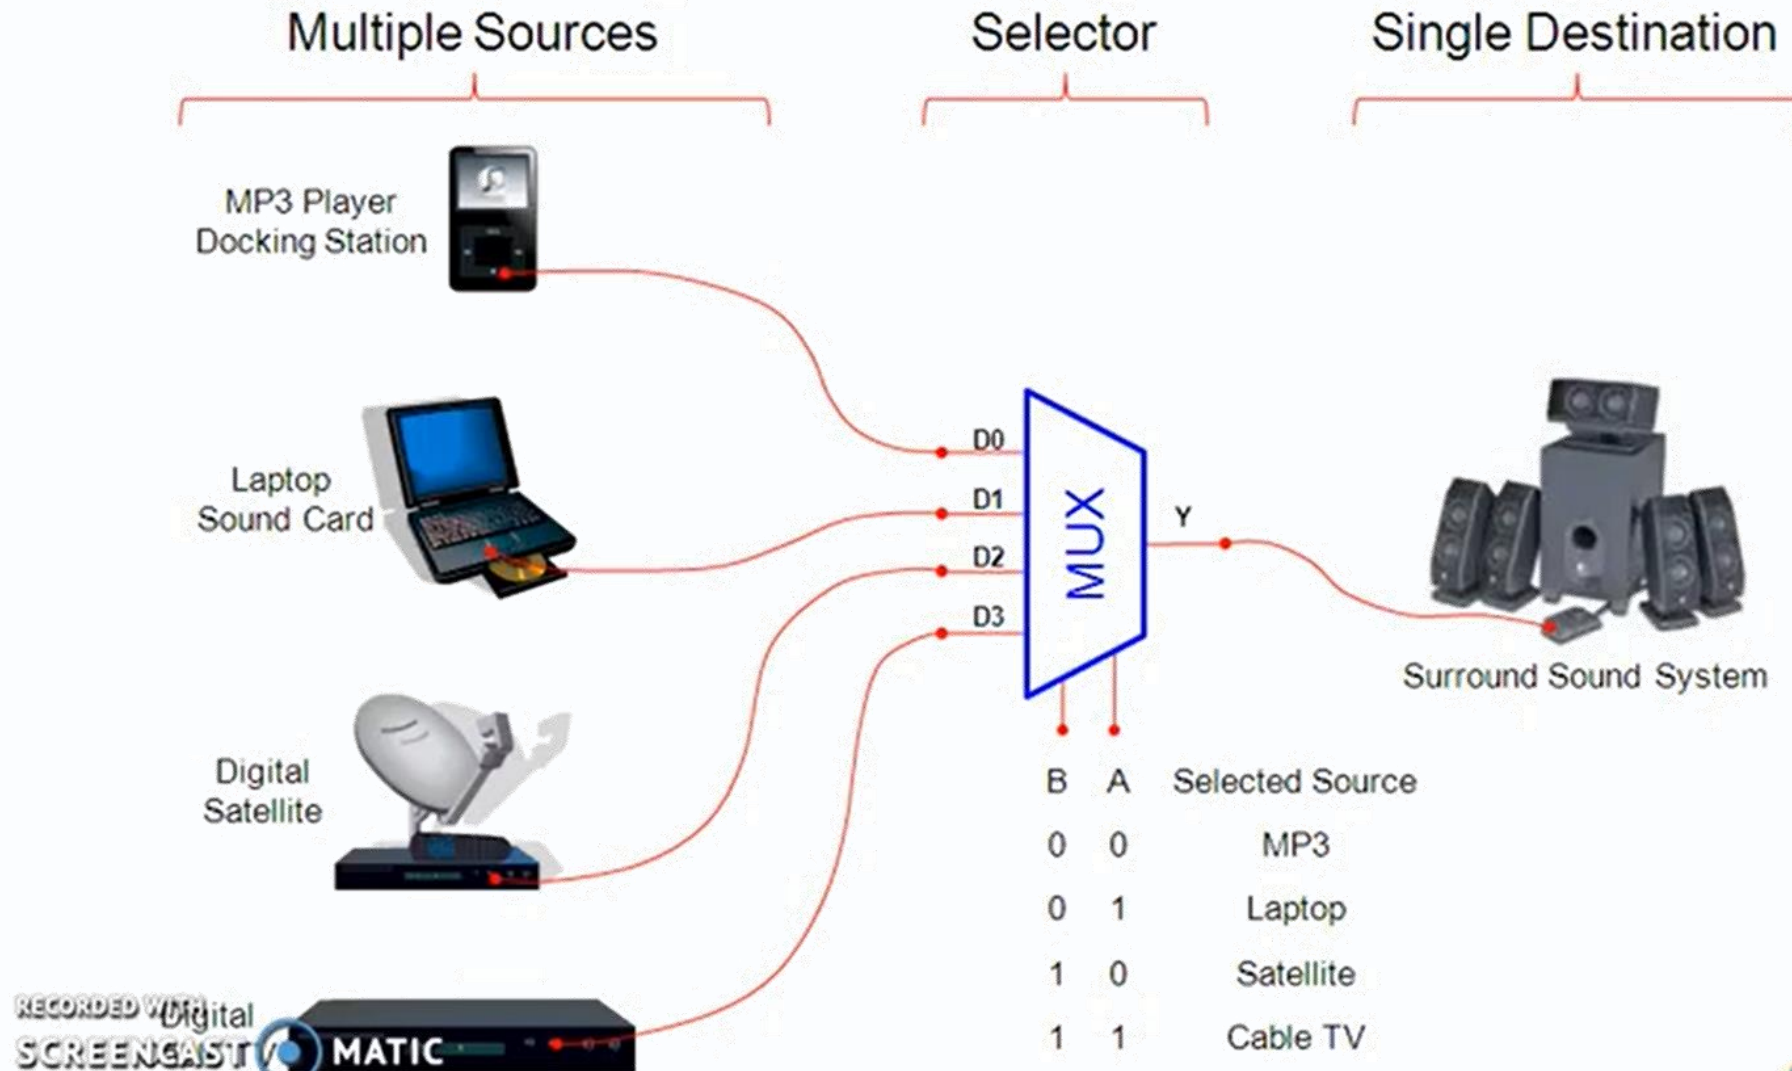 Multiple Sources
Selector
Single Destination
MP3 Player
Docking Station
Laptop
Sound Card
Digital
Satellite
Digital
D0
D1
D2
D3
MUX
Y
Surround Sound System
B A Selected Source
0 0 MP3
0 1 Laptop
1 0 Satellite
1 1 Cable TV
RECORDED WITH
SCREENCAST MATIC